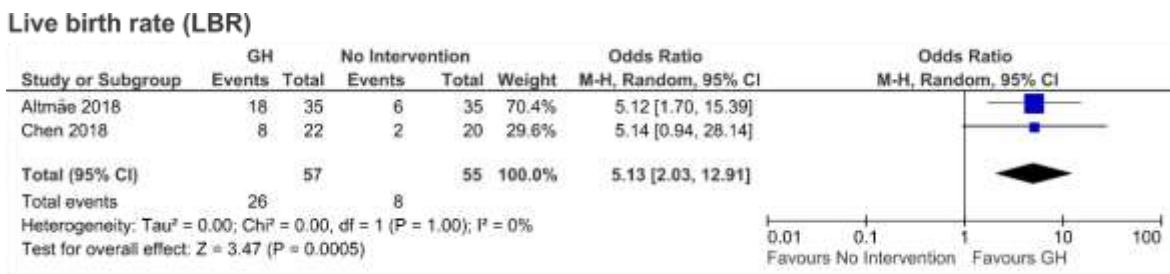 Live birth rate (LBR)
GH No Intervention Odds Ratio Odds Ratio
Study or Subgroup Events Total Events Total Weight M-H, Random, 95% CI M-H, Random, 95% CI
Altmäe 2018 18 35 6 35 70.4% 5.12 [1.70, 15.39]
Chen 2018 8 22 2 20 29.6% 5.14 [0.94, 28.14]
Total (95% CI) 57 55 100.0% 5.13 [2.03, 12.91]
Total events 26 8
Heterogeneity: Tau² = 0.00; Chi² = 0.00, df = 1 (P = 1.00); I² = 0%
Test for overall effect: Z = 3.47 (P = 0.0005)
0.01 0.1 1 10 100
Favours No Intervention Favours GH